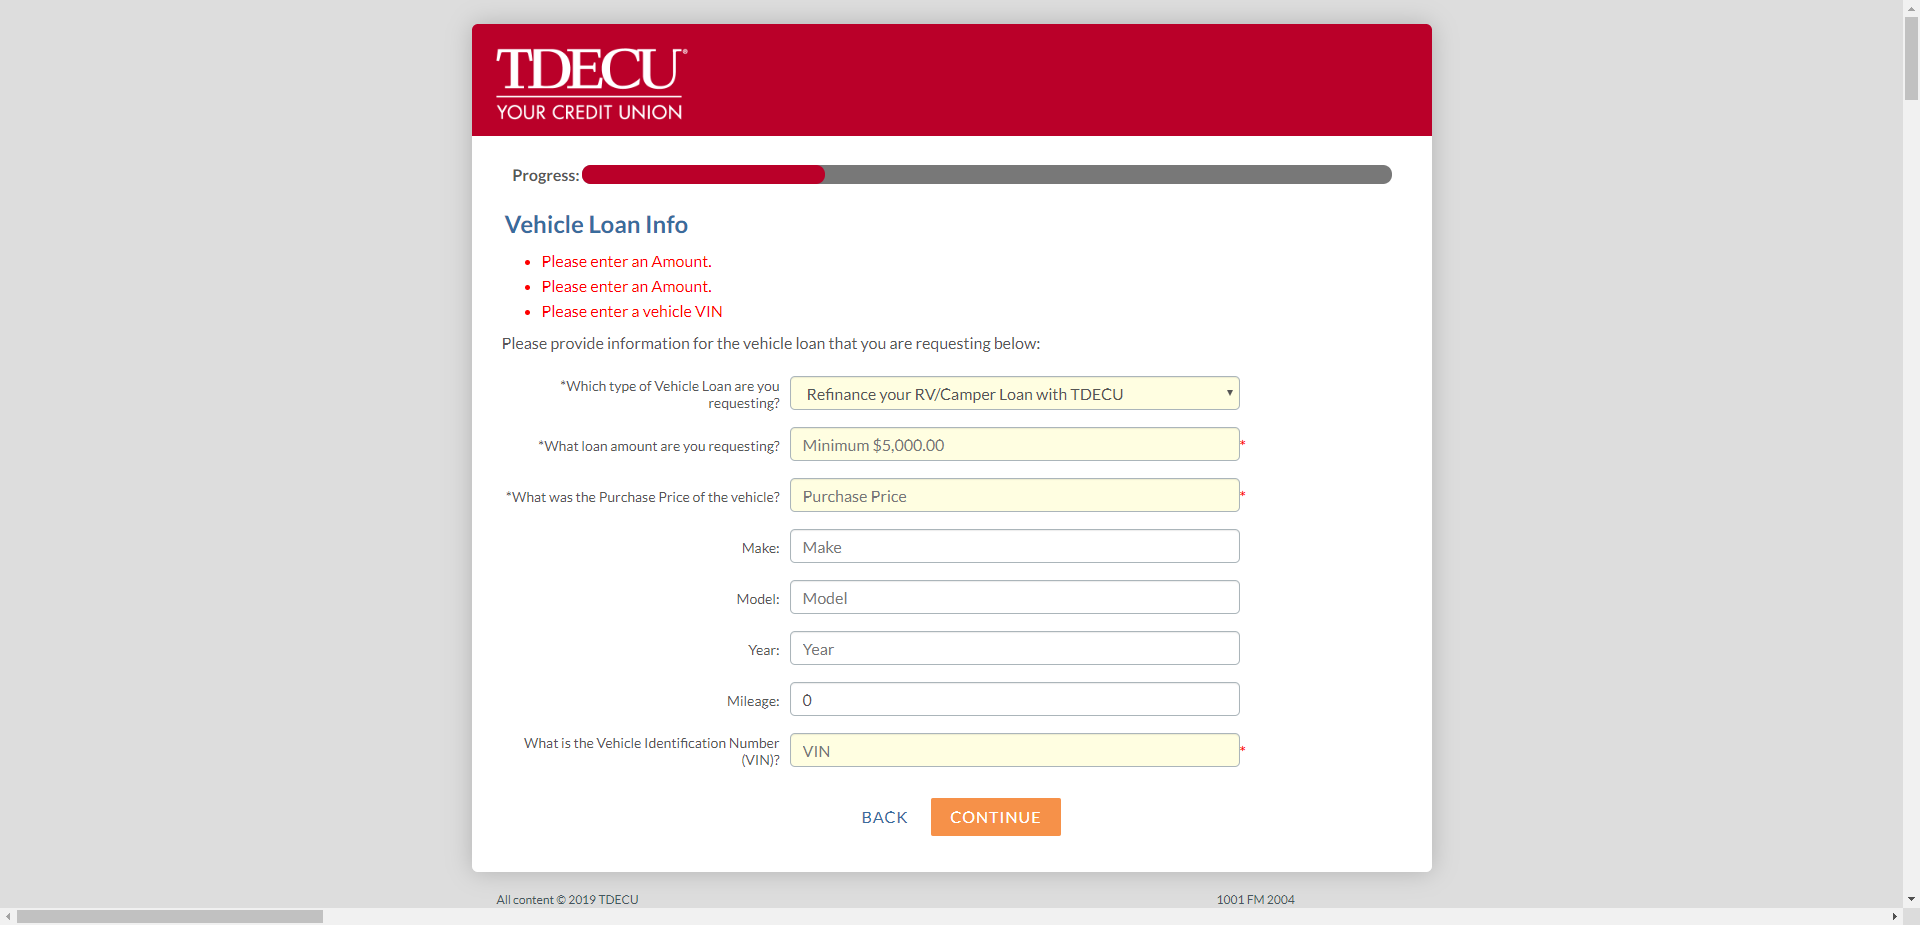 TDECU®
YOUR CREDIT UNION
Progress:
Vehicle Loan Info
• Please enter an Amount.
• Please enter an Amount.
• Please enter a vehicle VIN
Please provide information for the vehicle loan that you are requesting below:
*Which type of Vehicle Loan are you
requesting?
Refinance your RV/Camper Loan with TDECU
*What loan amount are you requesting?
Minimum $5,000.00 *
*What was the Purchase Price of the vehicle?
Purchase Price *
Make:
Make
Model:
Model
Year:
Year
Mileage:
0
What is the Vehicle Identification Number
(VIN)?
VIN *
BACK
CONTINUE
All content © 2019 TDECU
1001 FM 2004